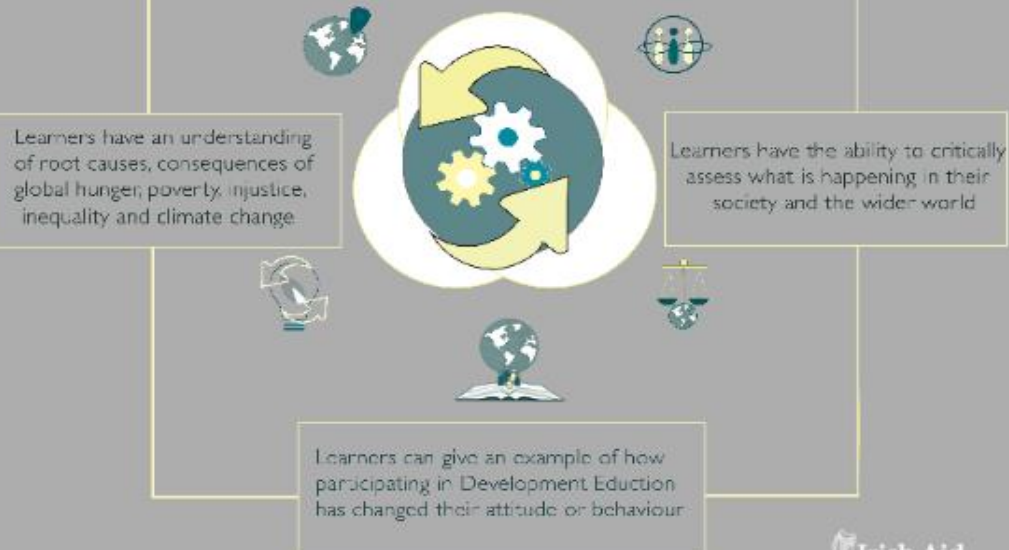 Learners have an understanding
of root causes, consequences of
global hunger, poverty, injustice,
inequality and climate change
Learners have the ability to critically
assess what is happening in their
society and the wider world
Learners can give an example of how
participating in Development Eduction
has changed their attitude or behaviour
Irish Aid